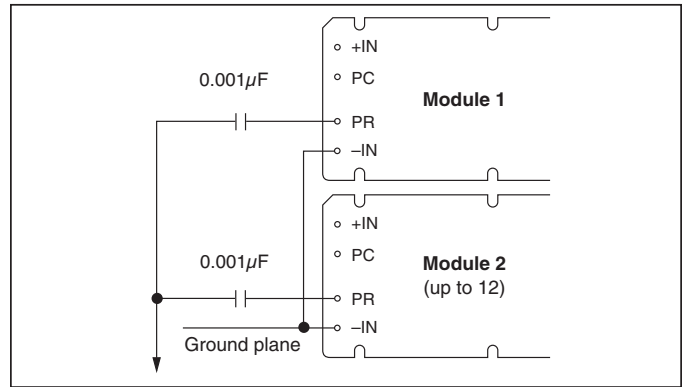 +IN
0.001µF
PC
Module 1
PR
–IN
+IN
0.001µF
PC
Module 2
(up to 12)
PR
–IN
Ground plane